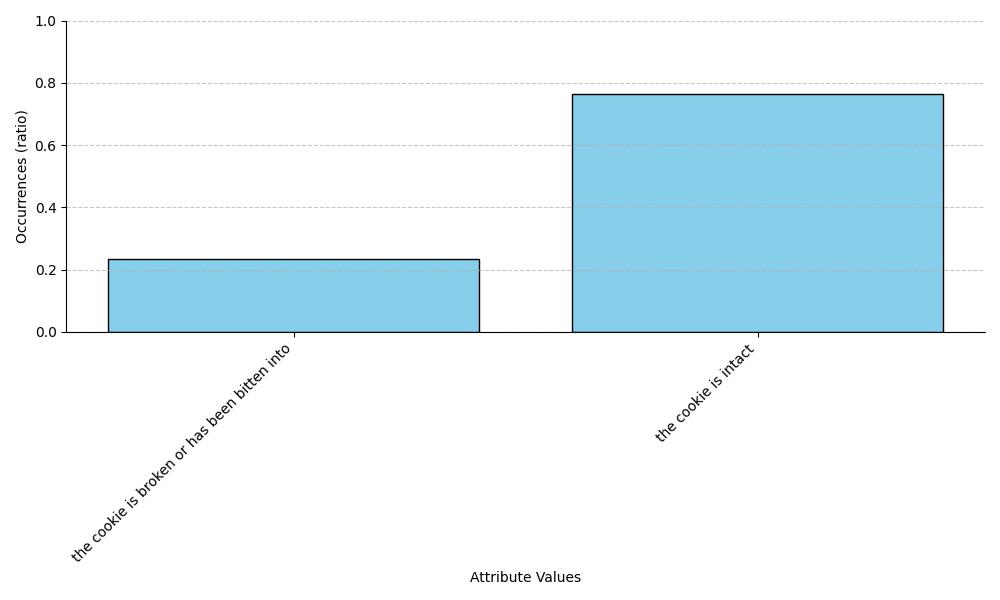 1.0
0.8
0.6
0.4
0.2
0.0
Occurrences (ratio)
the cookie is broken or has been bitten into
the cookie is intact
Attribute Values